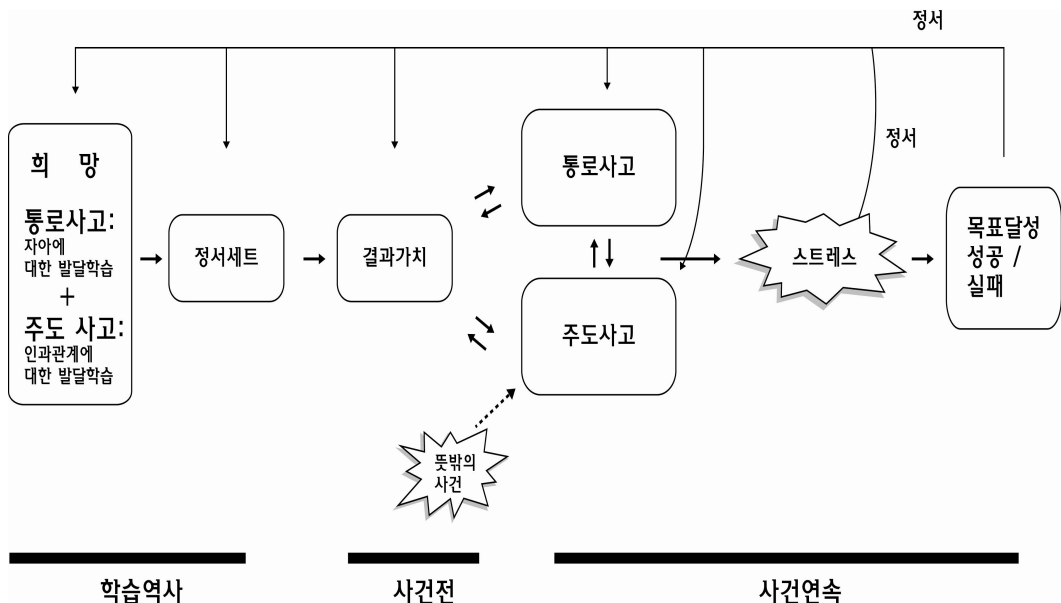 정서
희 망
통로사고:
자아에
대한 발달학습
+
주도 사고:
인과관계에
대한 발달학습
정서세트
결과가치
통로사고
주도사고
뜻밖의
사건
정서
스트레스
목표달성
성공 /
실패
학습역사
사건전
사건연속